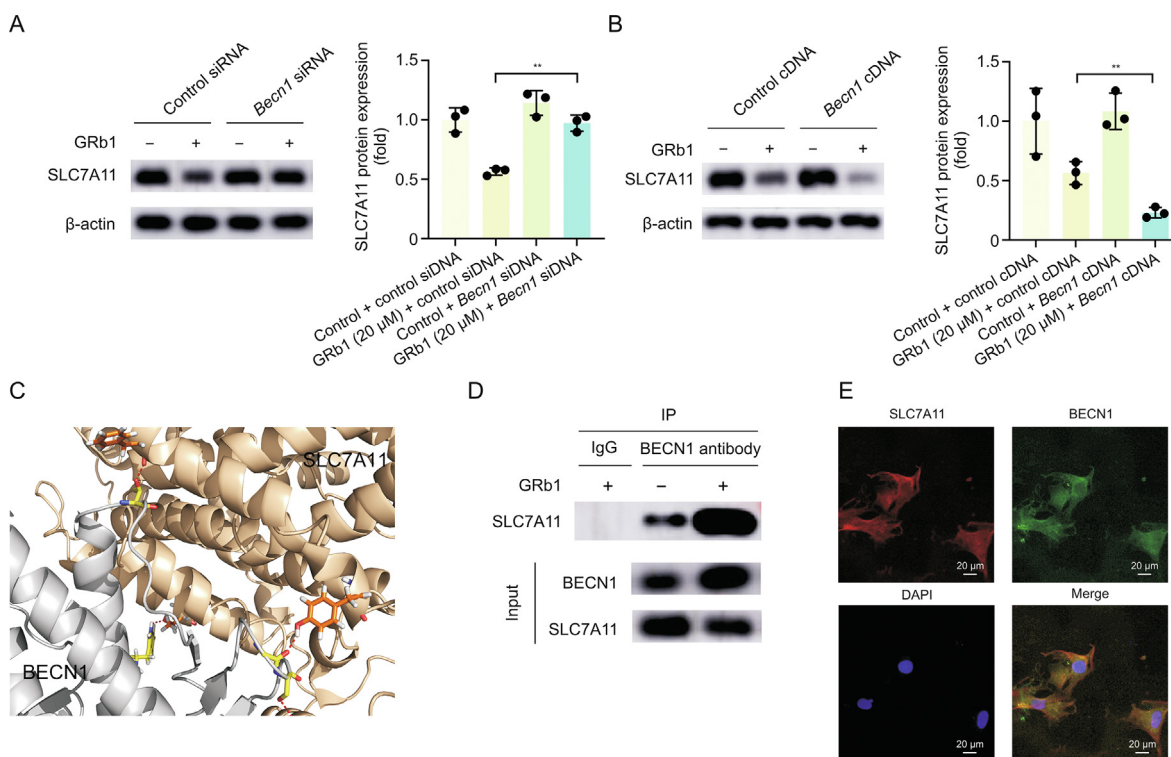 A
Control siRNA
Becn1 siRNA
GRb1
– + – +
SLC7A11
β-actin
SLC7A11 protein expression
(fold)
1.5
1.0
0.5
0
**
Control + control siDNA
GRb1 (20 μM) + control siDNA
Control + Becn1 siDNA
GRb1 (20 μM) + Becn1 siDNA
B
Control cDNA
Becn1 cDNA
GRb1
– + – +
SLC7A11
β-actin
SLC7A11 protein expression
(fold)
1.5
1.0
0.5
0
**
Control + control cDNA
GRb1 (20 μM) + control cDNA
Control + Becn1 cDNA
GRb1 (20 μM) + Becn1 cDNA
C
SLC7A11
BECN1
D
IP
IgG BECN1 antibody
GRb1 + – +
SLC7A11
Input
BECN1
SLC7A11
E
SLC7A11
BECN1
20 μm
20 μm
DAPI
Merge
20 μm
20 μm